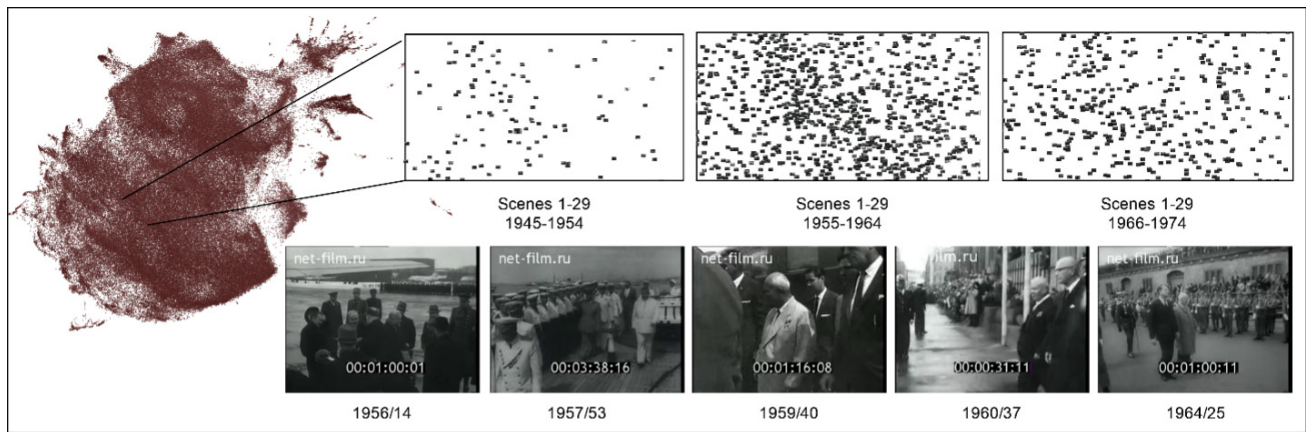 Scenes 1-29
1945-1954
Scenes 1-29
1955-1964
Scenes 1-29
1966-1974
net-film.ru
00:01:00:01
1956/14
net-film.ru
00:03:38:16
1957/53
net-film.ru
00:01:16:08
1959/40
net-film.ru
00:00:31:11
1960/37
net-film.ru
00:01:00:11
1964/25